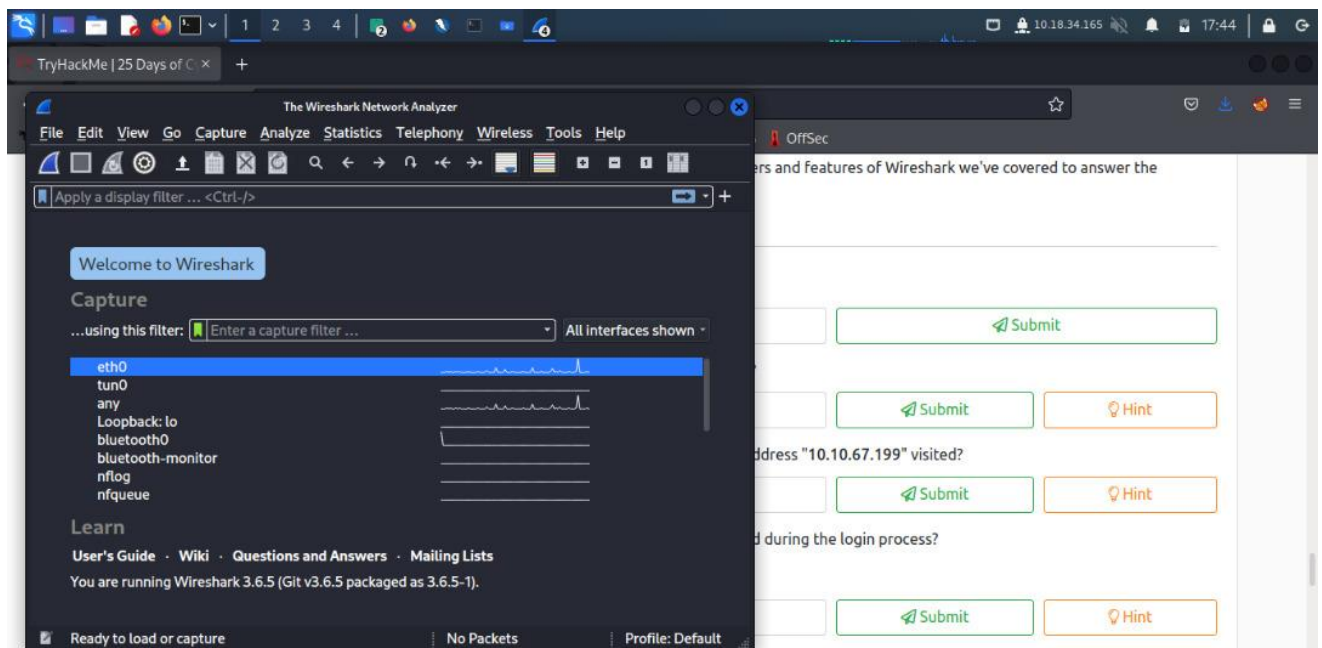 1 2 3 4 2 4 10.18.34.165 17:44
TryHackMe | 25 Days of C × +
The Wireshark Network Analyzer
File Edit View Go Capture Analyze Statistics Telephony Wireless Tools Help
Apply a display filter … <Ctrl-/>
Welcome to Wireshark
Capture
…using this filter: Enter a capture filter … All interfaces shown
eth0
tun0
any
Loopback: lo
bluetooth0
bluetooth-monitor
nflog
nfqueue
Learn
User's Guide · Wiki · Questions and Answers · Mailing Lists
You are running Wireshark 3.6.5 (Git v3.6.5 packaged as 3.6.5-1).
Ready to load or capture No Packets Profile: Default
OffSec
and features of Wireshark we've covered to answer the
Submit
Submit Hint
"10.10.67.199" visited?
Submit Hint
during the login process?
Submit Hint